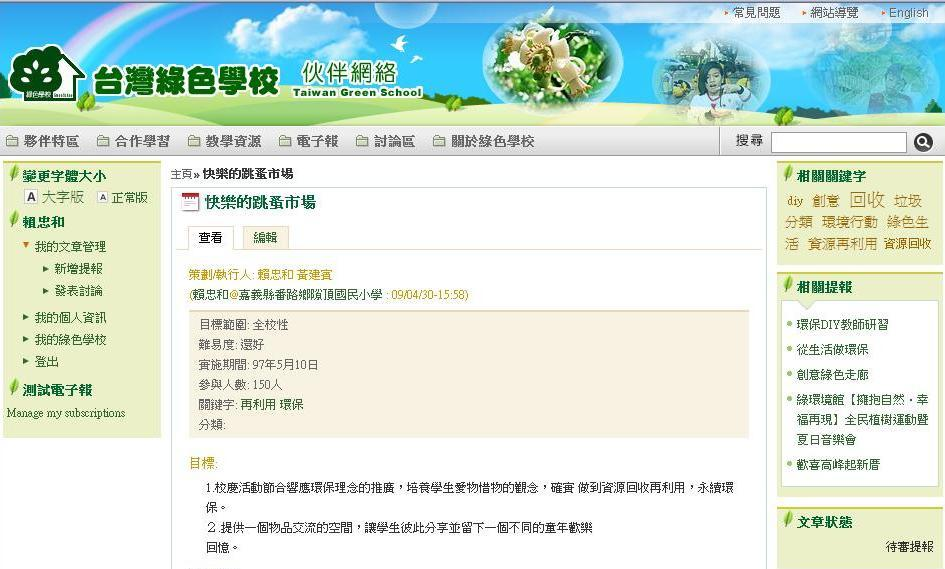 常見問題 網站導覽 English
綠色學校
台灣綠色學校 伙伴網絡
Taiwan Green School
夥伴特區 合作學習 教學資源 電子報 討論區 關於綠色學校 搜尋
變更字體大小
A 大字版 A 正常版
賴忠和
我的文章管理
新增提報
發表討論
我的個人資訊
我的綠色學校
登出
測試電子報
Manage my subscriptions
主頁» 快樂的跳蚤市場
快樂的跳蚤市場
查看 編輯
策劃/執行人: 賴忠和 黃建賓
(賴忠和@嘉義縣番路鄉隙頂國民小學 : 09/04/30-15:58)
目標範圍: 全校性
難易度: 還好
實施期間: 97年5月10日
參與人數: 150人
關鍵字: 再利用 環保
分類:
目標:
1.校慶活動節合響應環保理念的推廣，培養學生愛物惜物的觀念，確實 做到資源回收再利用，永續環
保。
２.提供一個物品交流的空間，讓學生彼此分享並留下一個不同的童年歡樂
回憶。
相關關鍵字
diy 創意 回收 垃圾
分類 環境行動 綠色生
活 資源再利用 資源回收
相關提報
環保DIY教師研習
從生活做環保
創意綠色走廊
綠環境館【擁抱自然‧幸
福再現】全民植樹運動暨
夏日音樂會
歡喜高峰起新厝
文章狀態
待審提報